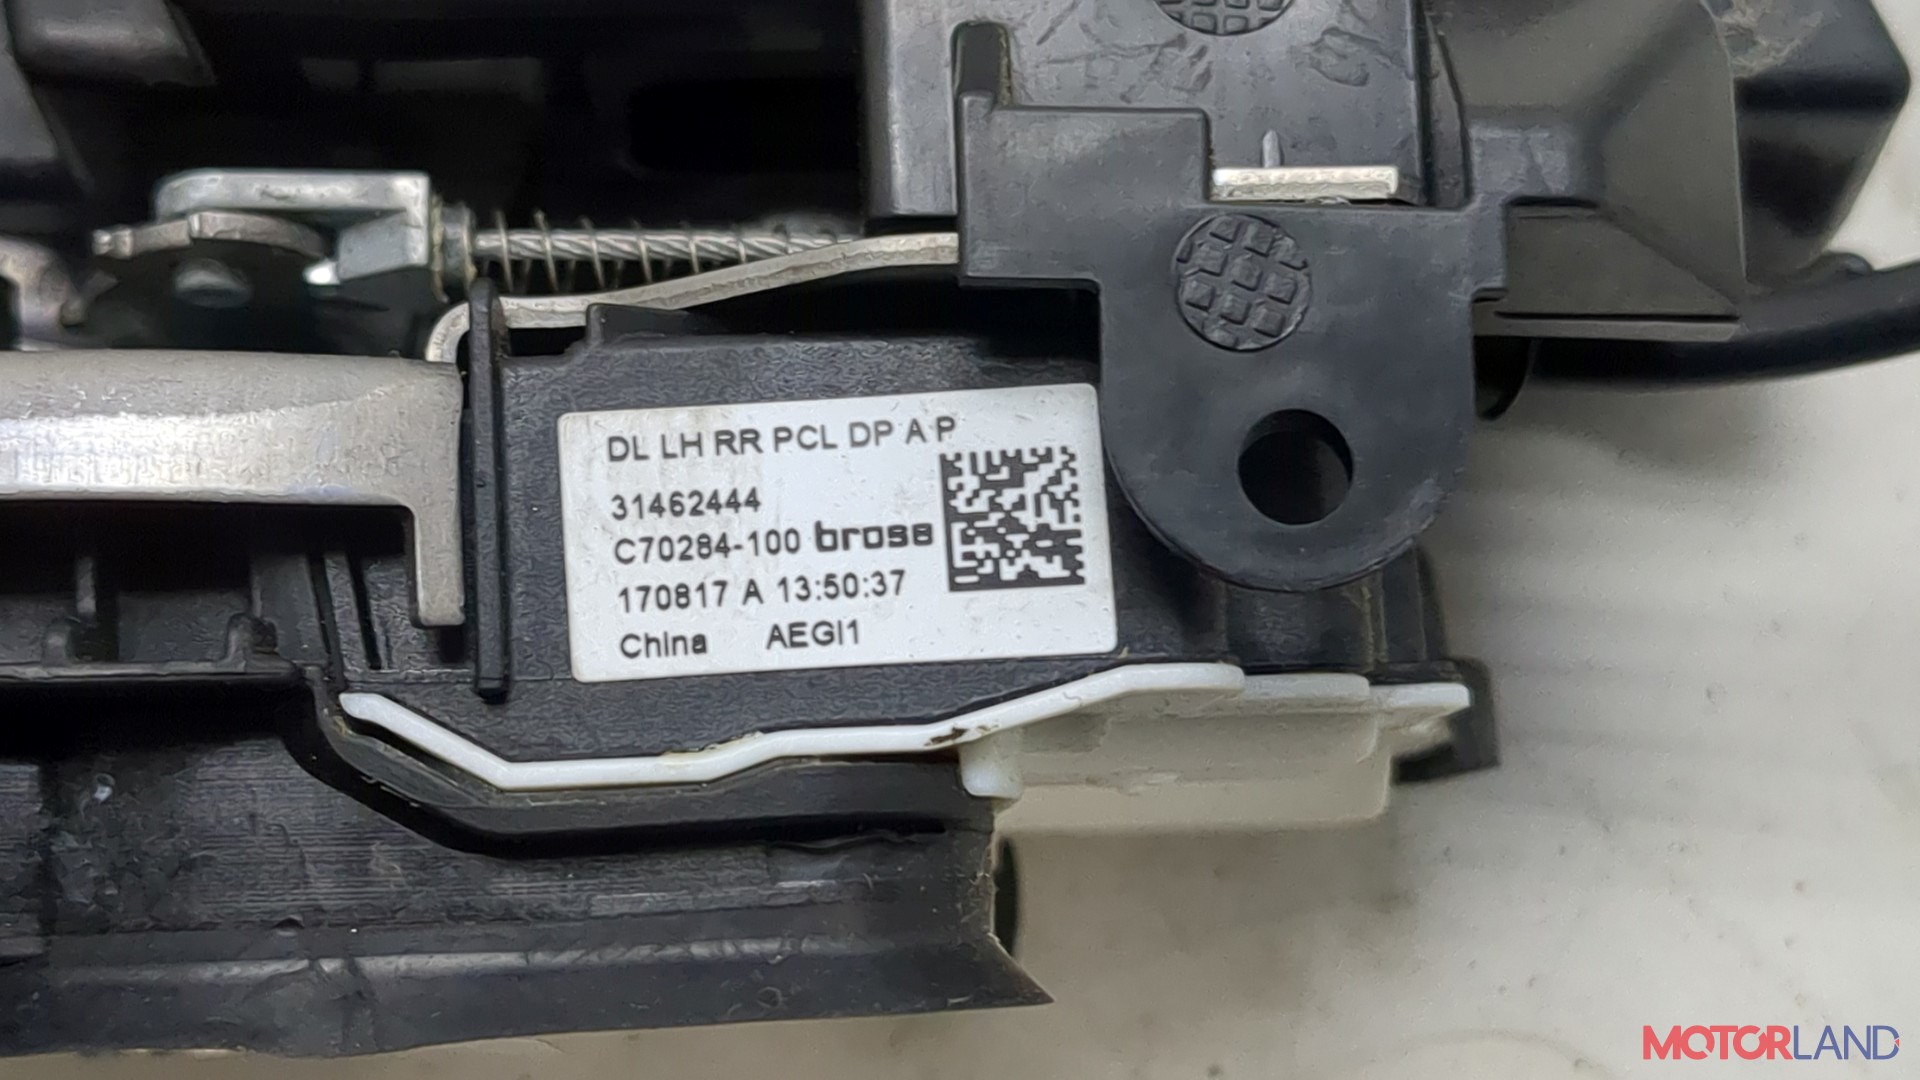 DL LH RR PCL DP A P
31462444
C70284-100 brose
170817 A 13:50:37
China AEGI1
MOTORLAND